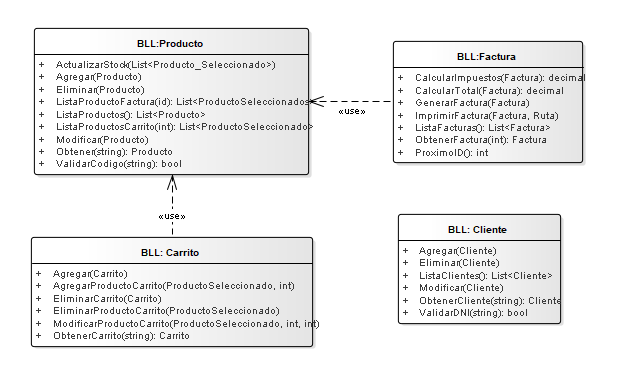 BLL:Producto
+ ActualizarStock(List<Producto_Seleccionado>)
+ Agregar(Producto)
+ Eliminar(Producto)
+ ListaProductoFactura(id): List<ProductoSeleccionados>
+ ListaProductos(): List<Producto>
+ ListaProductosCarrito(int): List<ProductoSeleccionado>
+ Modificar(Producto)
+ Obtener(string): Producto
+ ValidarCodigo(string): bool
«use»
BLL:Factura
+ CalcularImpuestos(Factura): decimal
+ CalcularTotal(Factura): decimal
+ GenerarFactura(Factura)
+ ImprimirFactura(Factura, Ruta)
+ ListaFacturas(): List<Factura>
+ ObtenerFactura(int): Factura
+ ProximoID(): int
«use»
BLL: Carrito
+ Agregar(Carrito)
+ AgregarProductoCarrito(ProductoSeleccionado, int)
+ EliminarCarrito(Carrito)
+ EliminarProductoCarrito(ProductoSeleccionado)
+ ModificarProductoCarrito(ProductoSeleccionado, int, int)
+ ObtenerCarrito(string): Carrito
BLL: Cliente
+ Agregar(Cliente)
+ Eliminar(Cliente)
+ ListaClientes(): List<Cliente>
+ Modificar(Cliente)
+ ObtenerCliente(string): Cliente
+ ValidarDNI(string): bool